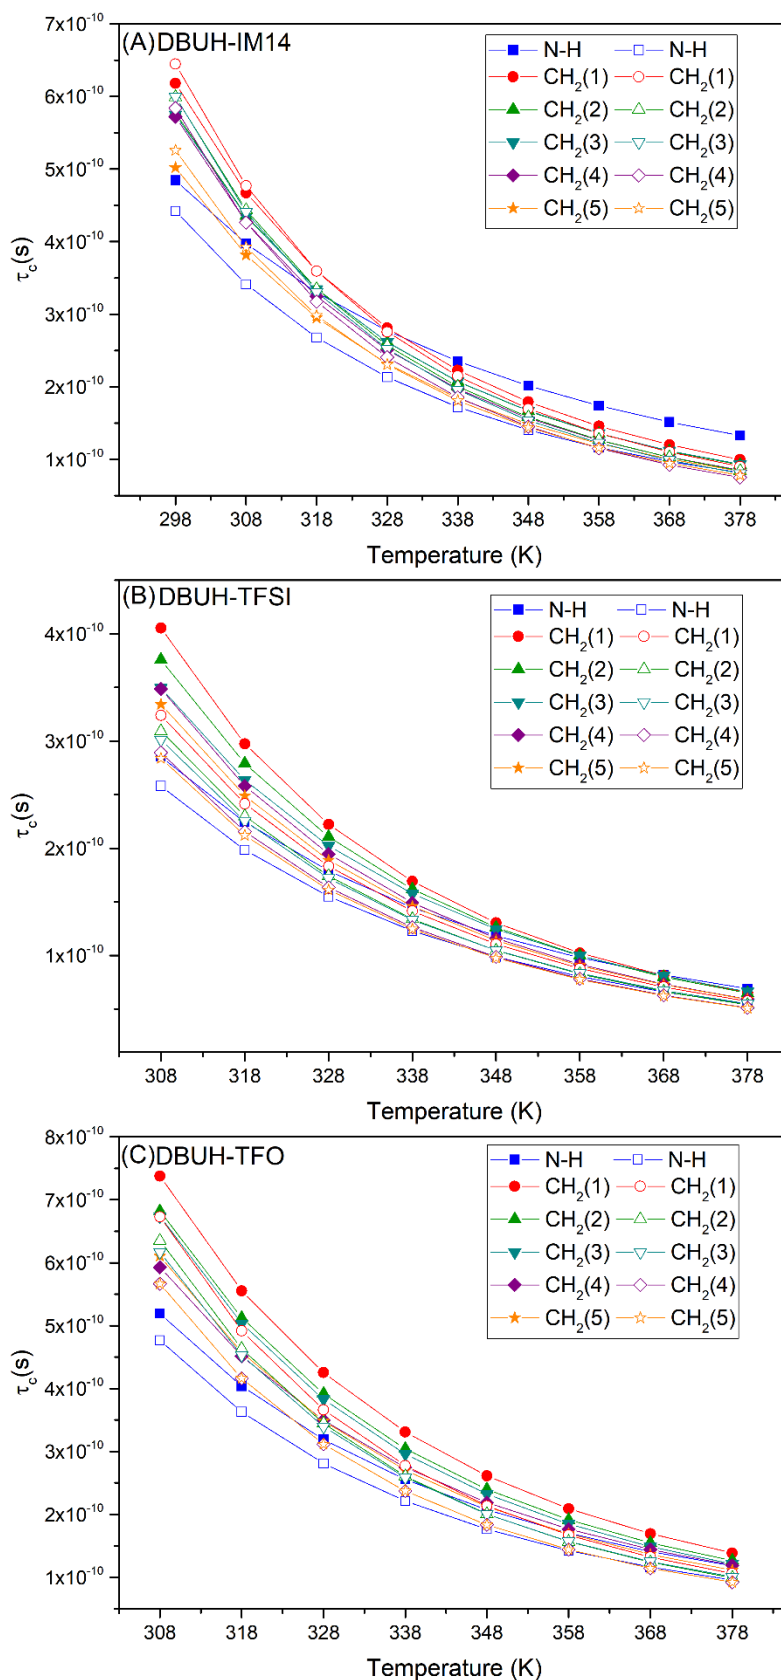 (A)DBUH-IM14
N-H N-H
CH₂(1) CH₂(1)
CH₂(2) CH₂(2)
CH₂(3) CH₂(3)
CH₂(4) CH₂(4)
CH₂(5) CH₂(5)
7x10⁻¹⁰
6x10⁻¹⁰
5x10⁻¹⁰
4x10⁻¹⁰
3x10⁻¹⁰
2x10⁻¹⁰
1x10⁻¹⁰
τc(s)
298 308 318 328 338 348 358 368 378
Temperature (K)
(B)DBUH-TFSI
N-H N-H
CH₂(1) CH₂(1)
CH₂(2) CH₂(2)
CH₂(3) CH₂(3)
CH₂(4) CH₂(4)
CH₂(5) CH₂(5)
4x10⁻¹⁰
3x10⁻¹⁰
2x10⁻¹⁰
1x10⁻¹⁰
τc(s)
308 318 328 338 348 358 368 378
Temperature (K)
(C)DBUH-TFO
N-H N-H
CH₂(1) CH₂(1)
CH₂(2) CH₂(2)
CH₂(3) CH₂(3)
CH₂(4) CH₂(4)
CH₂(5) CH₂(5)
8x10⁻¹⁰
7x10⁻¹⁰
6x10⁻¹⁰
5x10⁻¹⁰
4x10⁻¹⁰
3x10⁻¹⁰
2x10⁻¹⁰
1x10⁻¹⁰
τc(s)
308 318 328 338 348 358 368 378
Temperature (K)